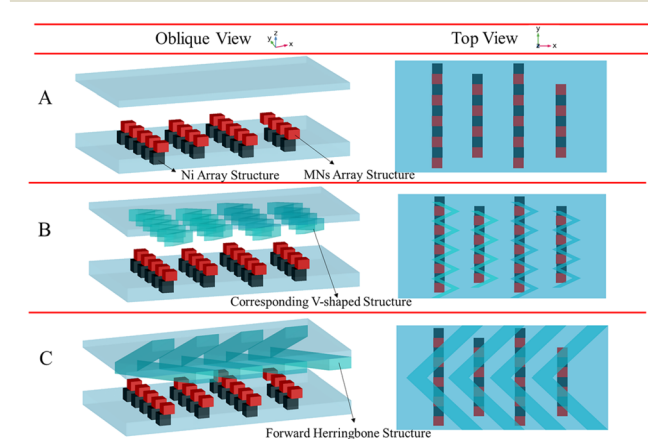 Oblique View
z
y
x
Top View
y
z
x
A
Ni Array Structure
MNs Array Structure
B
Corresponding V-shaped Structure
C
Forward Herringbone Structure